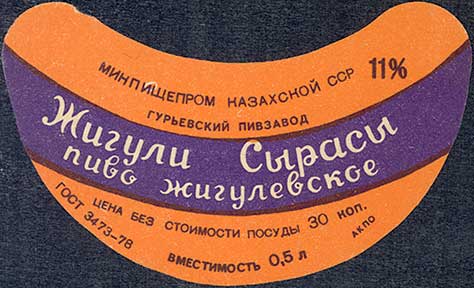 МИНПИЩЕПРОМ КАЗАХСКОЙ ССР 11%
ГУРЬЕВСКИЙ ПИВЗАВОД
Жигули Сырасы
пиво жигулевское
ЦЕНА БЕЗ СТОИМОСТИ ПОСУДЫ 30 КОП.
ГОСТ 3473-78
ВМЕСТИМОСТЬ 0,5 л
АКПО